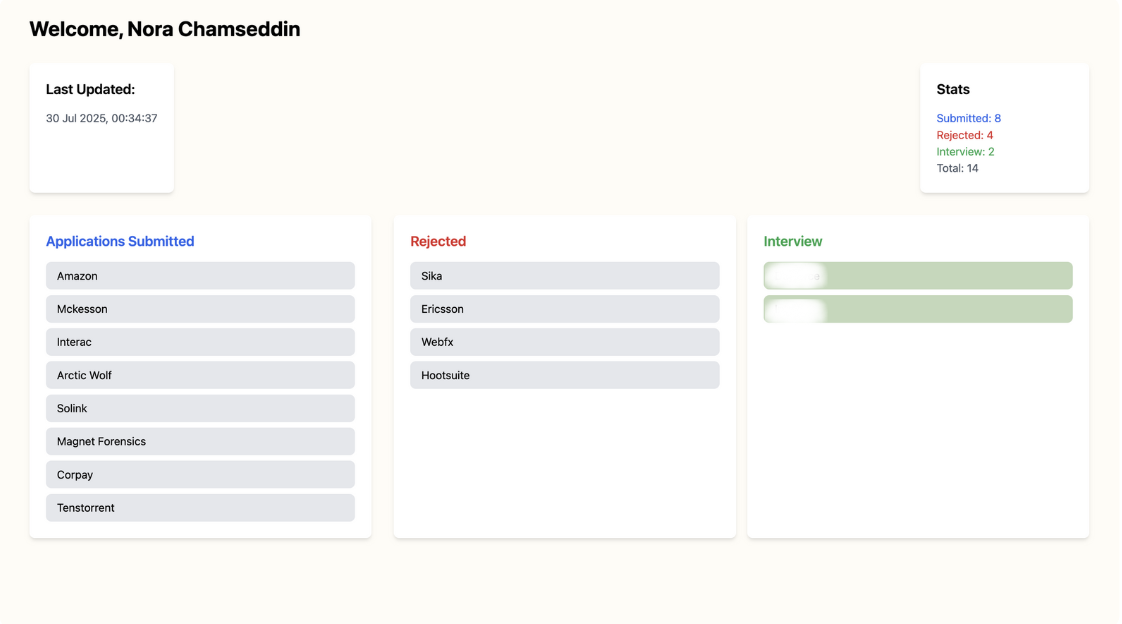 Welcome, Nora Chamseddin
Last Updated:
30 Jul 2025, 00:34:37
Stats
Submitted: 8
Rejected: 4
Interview: 2
Total: 14
Applications Submitted
Amazon
Mckesson
Interac
Arctic Wolf
Solink
Magnet Forensics
Corpay
Tenstorrent
Rejected
Sika
Ericsson
Webfx
Hootsuite
Interview